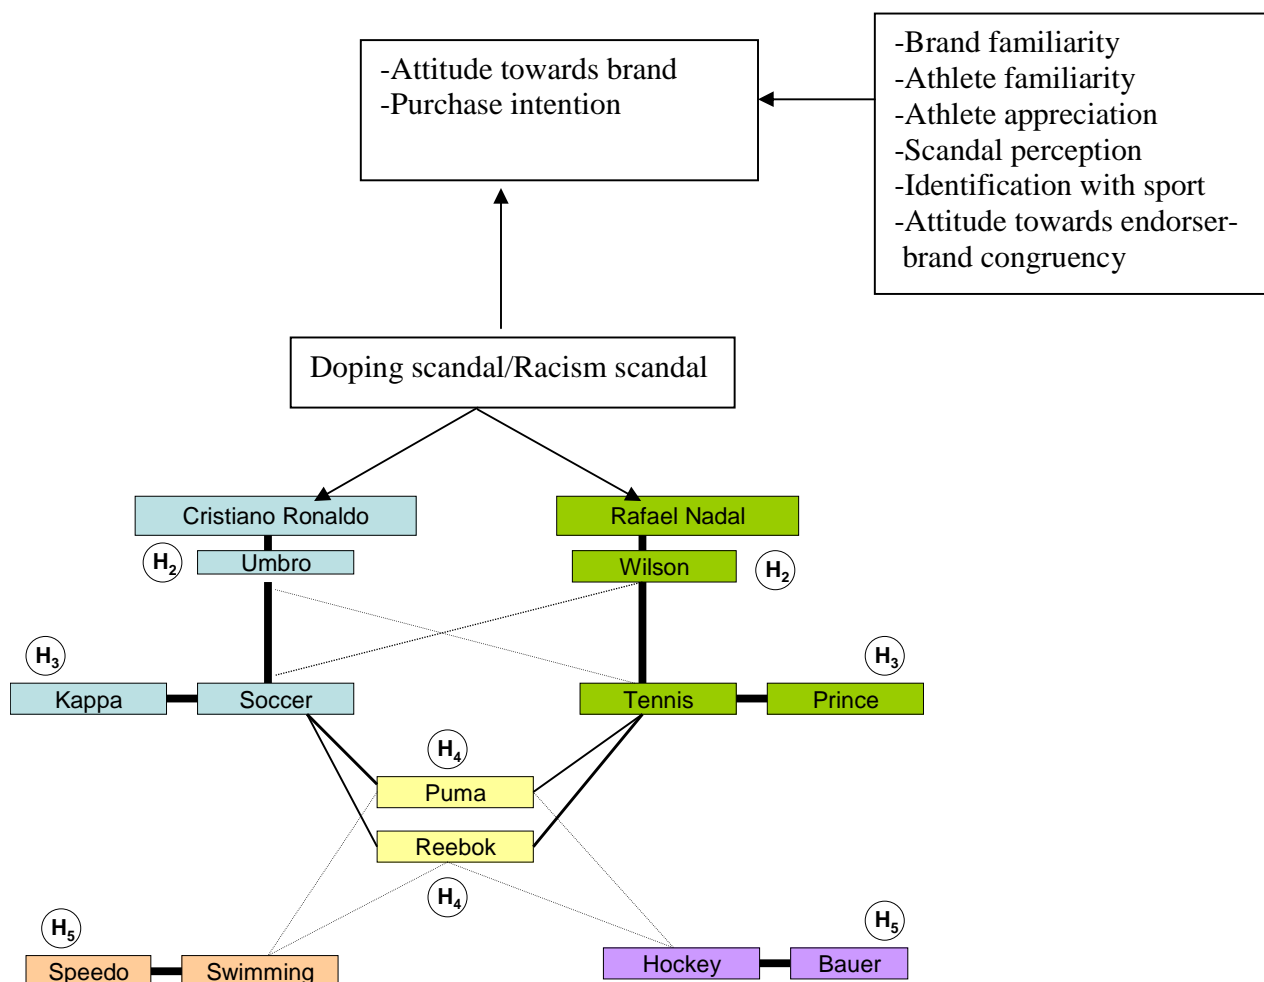 -Attitude towards brand
-Purchase intention
-Brand familiarity
-Athlete familiarity
-Athlete appreciation
-Scandal perception
-Identification with sport
-Attitude towards endorser-
brand congruency
Doping scandal/Racism scandal
Cristiano Ronaldo
Rafael Nadal
H2
Umbro
Wilson
H2
H3
H3
Kappa
Soccer
Tennis
Prince
H4
Puma
Reebok
H4
H5
H5
Speedo
Swimming
Hockey
Bauer